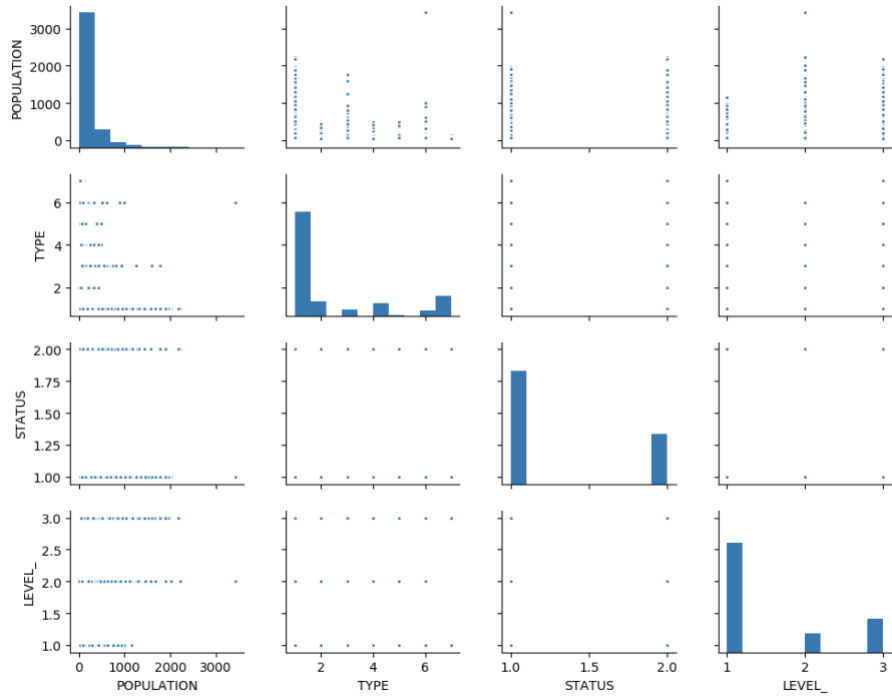 POPULATION
3000
2000
1000
0
TYPE
6
4
2
STATUS
2.00
1.75
1.50
1.25
1.00
LEVEL_
3.0
2.5
2.0
1.5
1.0
0 1000 2000 3000
2 4 6
1.0 1.5 2.0
1 2 3
POPULATION
TYPE
STATUS
LEVEL_